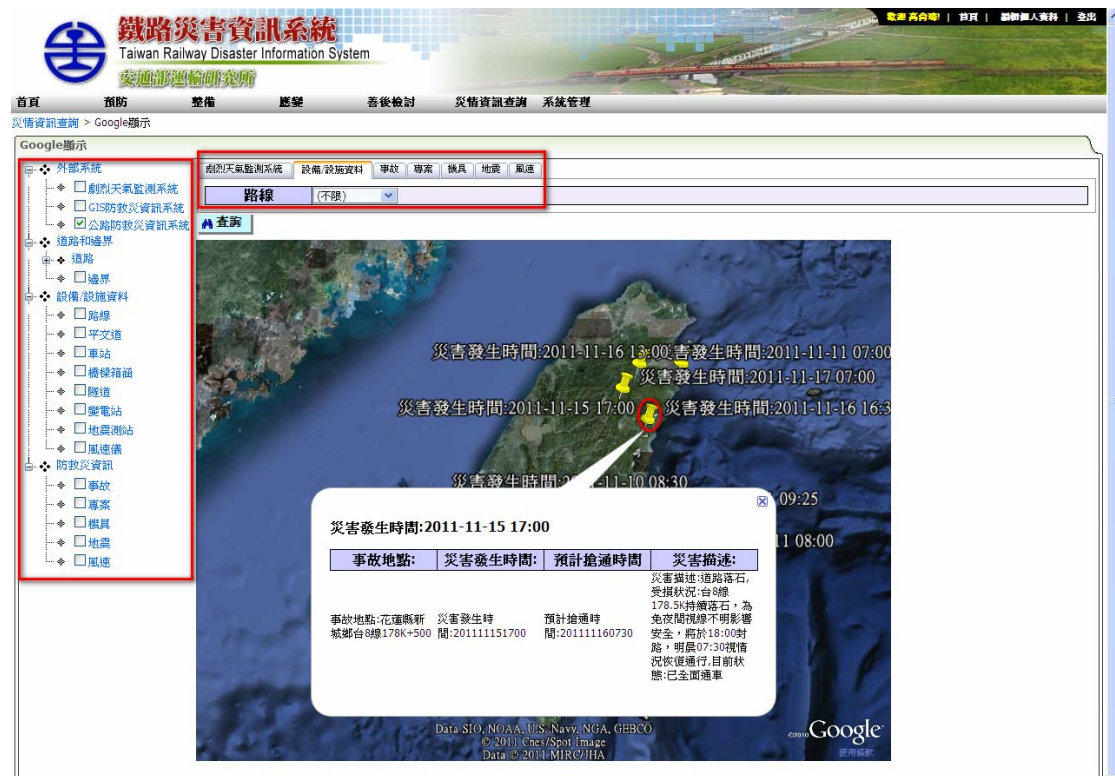 鐵路災害資訊系統
Taiwan Railway Disaster Information System
交通部運輸研究所
首頁 | 登出
首頁 預防 整備 應變 善後檢討 災情資訊查詢 系統管理
災情資訊查詢 > Google顯示
Google顯示
外部系統
劇烈天氣監測系統
GIS防救災資訊系統
公路防救災資訊系統
道路和邊界
道路
邊界
設備/設施資料
路線
平交道
車站
橋樑箱涵
隧道
變電站
地震測站
風速儀
防救災資訊
事故
專案
機具
地震
風速
劇烈天氣監測系統 設備/設施資料 事故 專案 機具 地震 風速
路線 (不限)
查詢
災害發生時間:2011-11-16 13:00
害發生時間:2011-11-11 07:00
災害發生時間:2011-11-17 07:00
災害發生時間:2011-11-15 17:00
災害發生時間:2011-11-16 16:3
災害發生時間:2 -11-10 08:30
09:25
11 08:00
災害發生時間:2011-11-15 17:00
事故地點: 災害發生時間: 預計搶通時間 災害描述:
事故地點:花蓮縣新
城鄉台8線178K+500
災害發生時
間:201111151700
預計搶通時
間:201111160730
災害描述:道路落石,
受損狀況:台8線
178.5K持續落石，為
免夜間視線不明影響
安全，將於18:00封
路，明晨07:30視情
況恢復通行,目前狀
態:已全面通車
Data SIO, NOAA, U.S. Navy, NGA, GEBCO
© 2011 Cnes/Spot Image
Data © 2011 MIRC/JHA
©2010 Google
使用條款